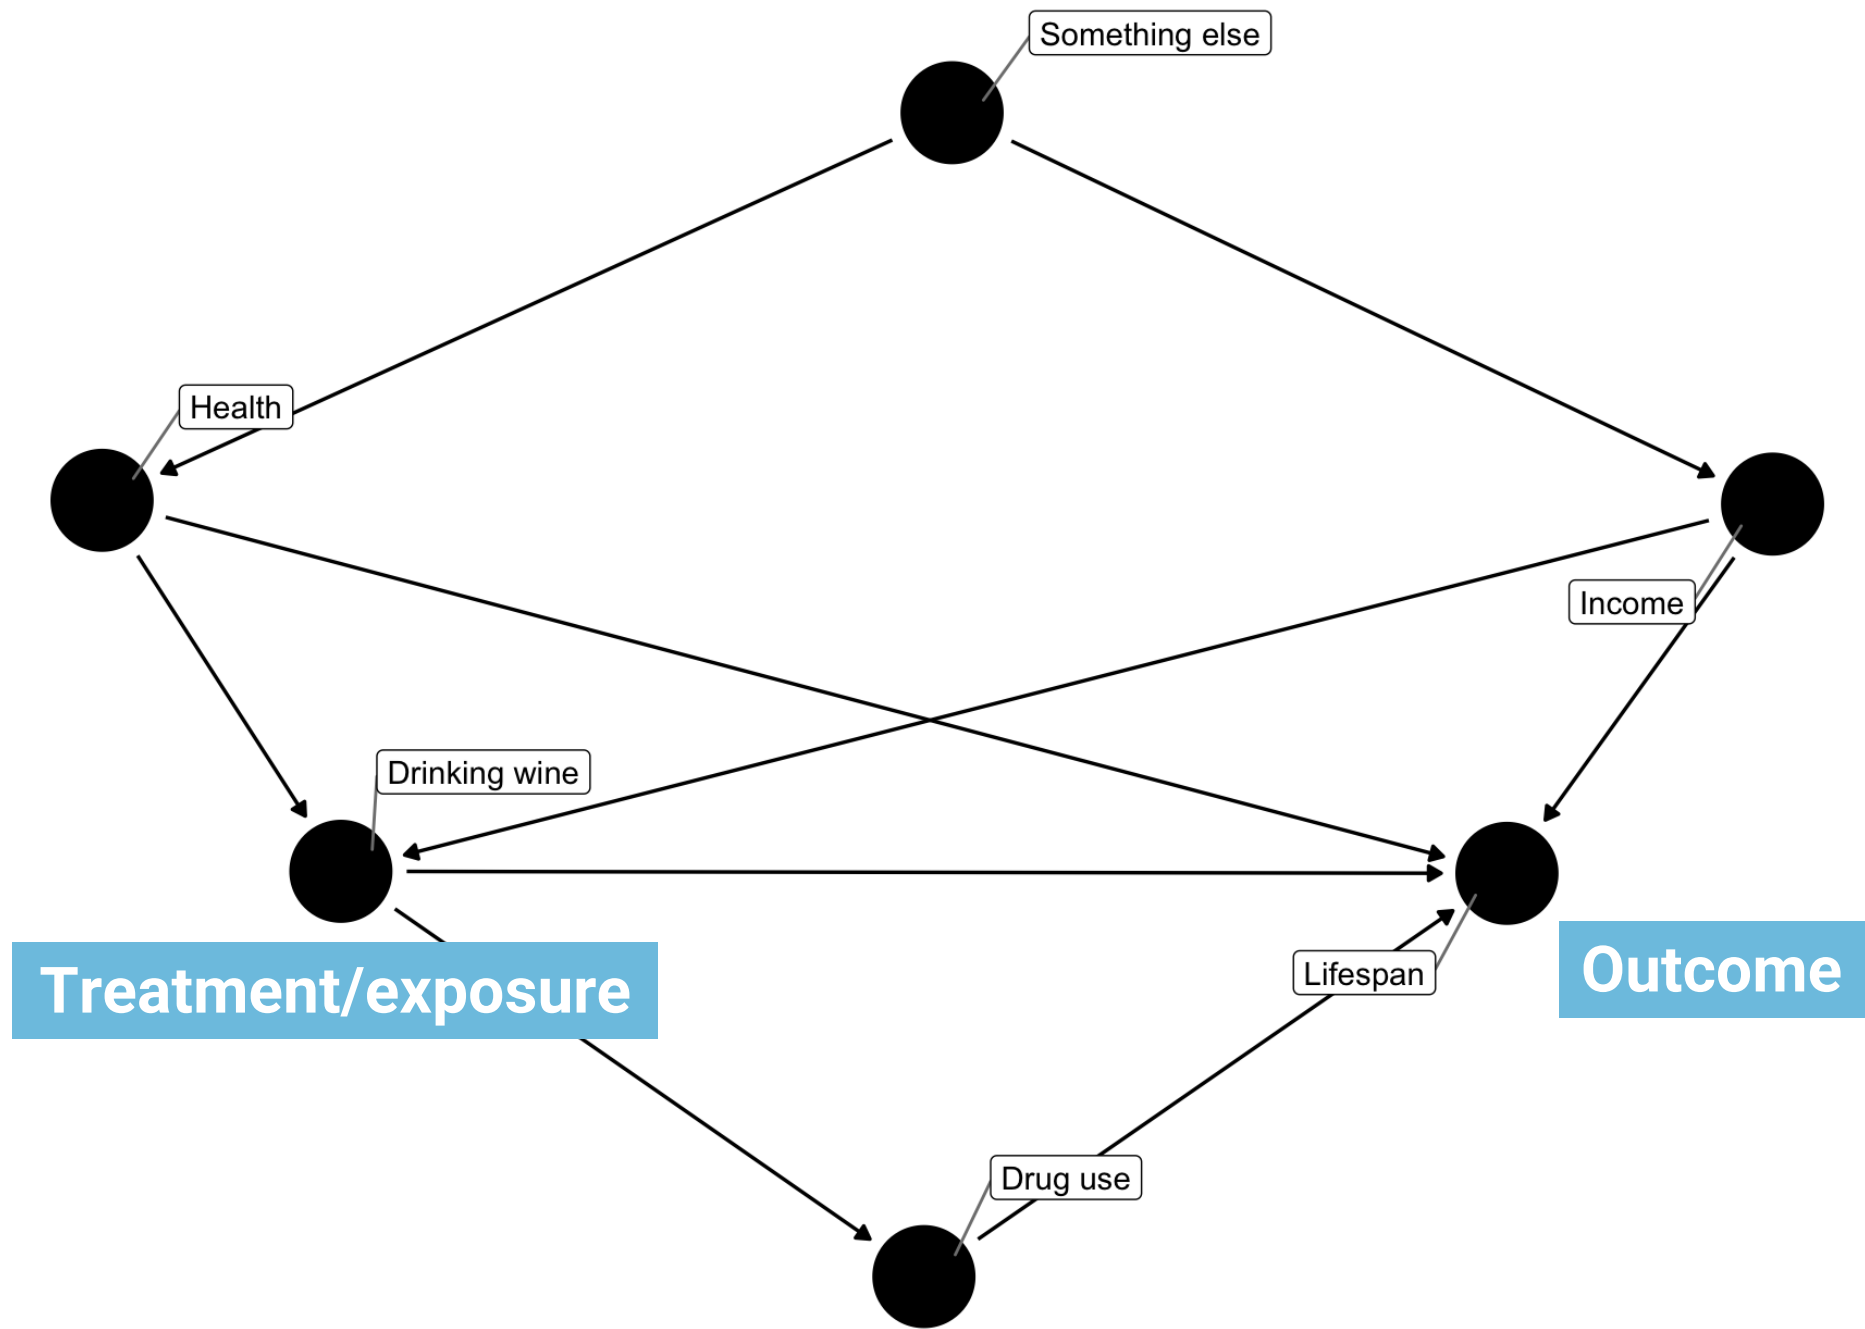 Something else
Health
Income
Drinking wine
Treatment/exposure
Outcome
Lifespan
Drug use